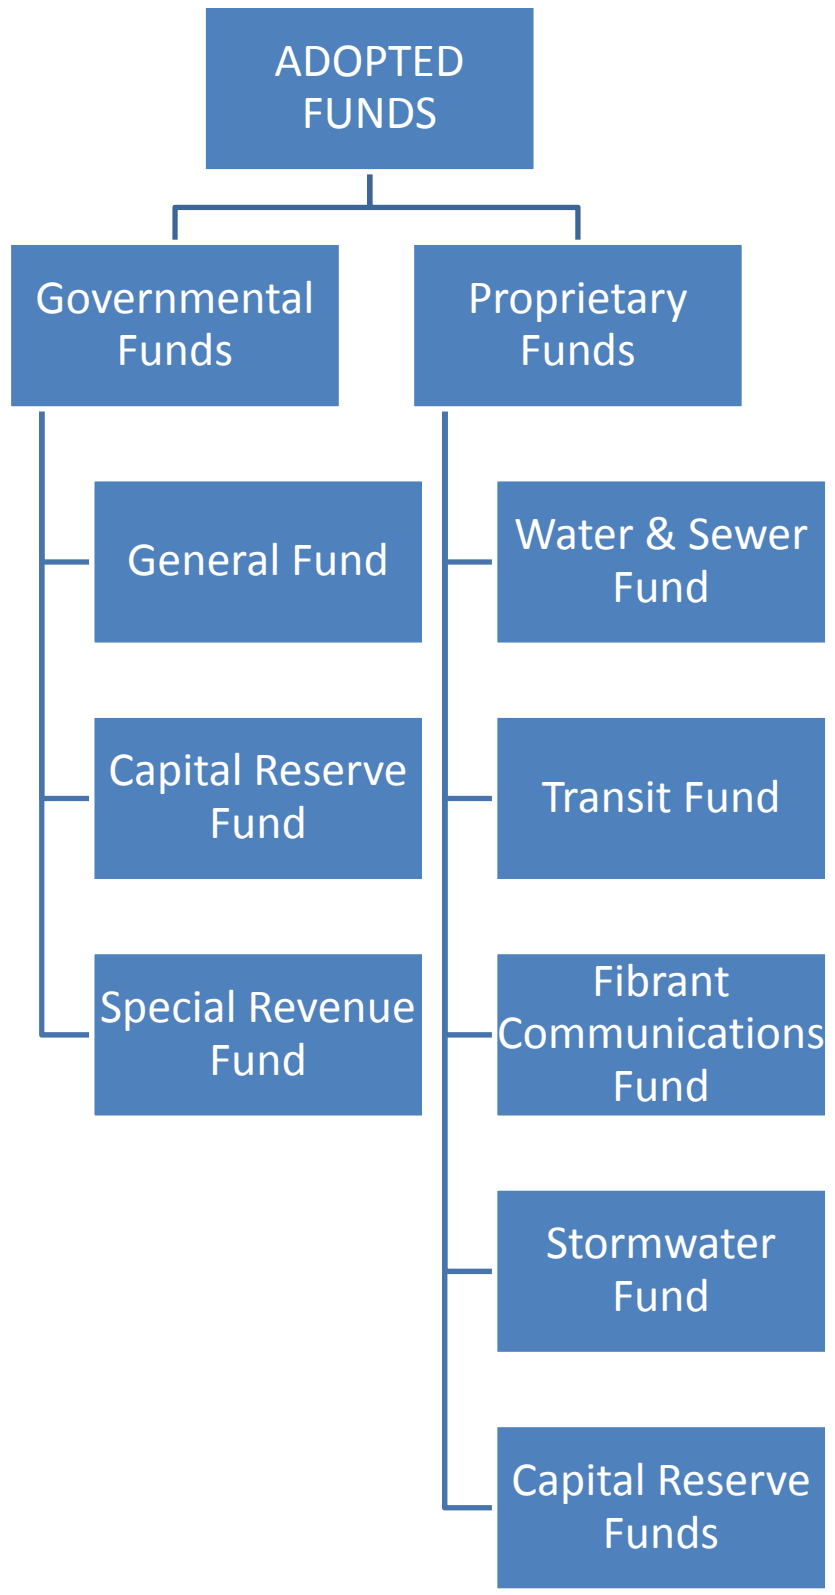 ADOPTED
FUNDS
Governmental
Funds
Proprietary
Funds
General Fund
Capital Reserve
Fund
Special Revenue
Fund
Water & Sewer
Fund
Transit Fund
Fibrant
Communications
Fund
Stormwater
Fund
Capital Reserve
Funds